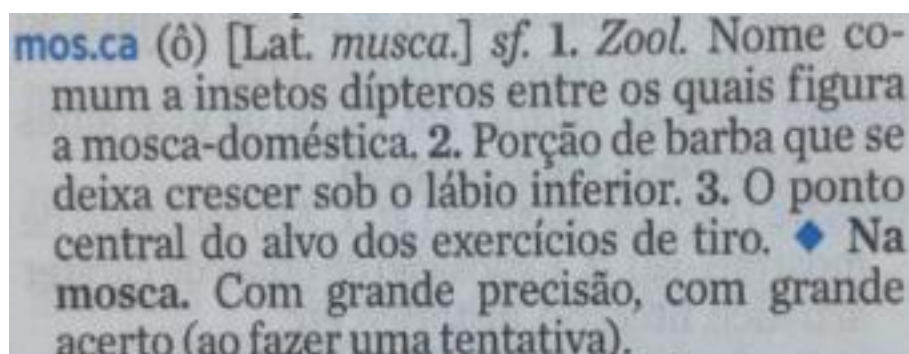 mos.ca (ô) [Lat. musca.] sf. 1. Zool. Nome co-
mum a insetos dípteros entre os quais figura
a mosca-doméstica. 2. Porção de barba que se
deixa crescer sob o lábio inferior. 3. O ponto
central do alvo dos exercícios de tiro. ◆ Na
mosca. Com grande precisão, com grande
acerto (ao fazer uma tentativa).